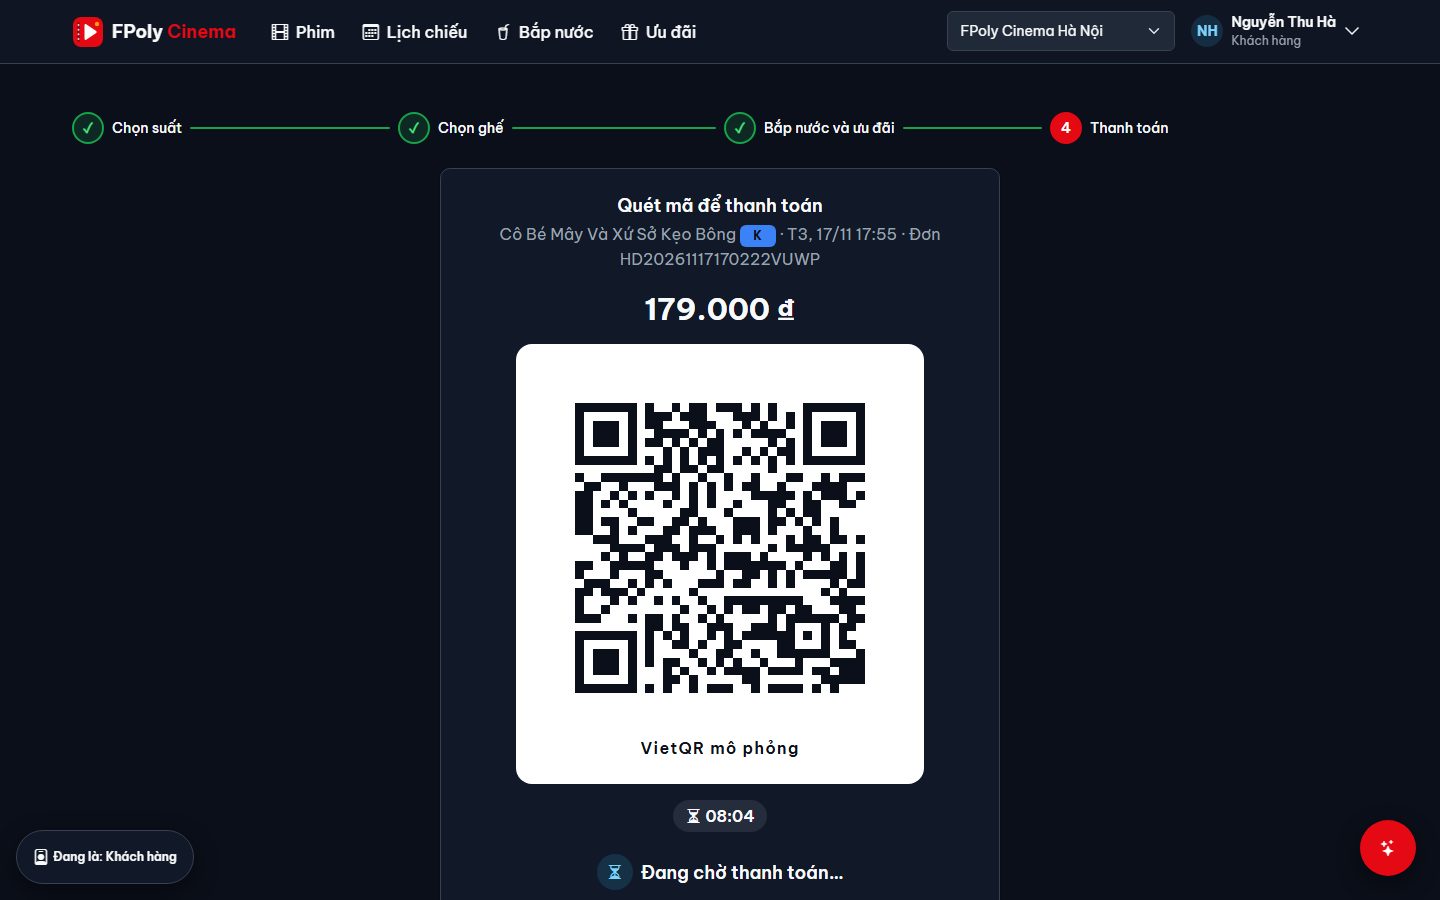 FPoly Cinema
Phim
Lịch chiếu
Bắp nước
Ưu đãi
FPoly Cinema Hà Nội
NH
Nguyễn Thu Hà
Khách hàng
Chọn suất
Chọn ghế
Bắp nước và ưu đãi
4 Thanh toán
Quét mã để thanh toán
Cô Bé Mây Và Xứ Sở Kẹo Bông K · T3, 17/11 17:55 · Đơn
HD20261117170222VUWP
179.000 ₫
VietQR mô phỏng
08:04
Đang chờ thanh toán...
Đang là: Khách hàng